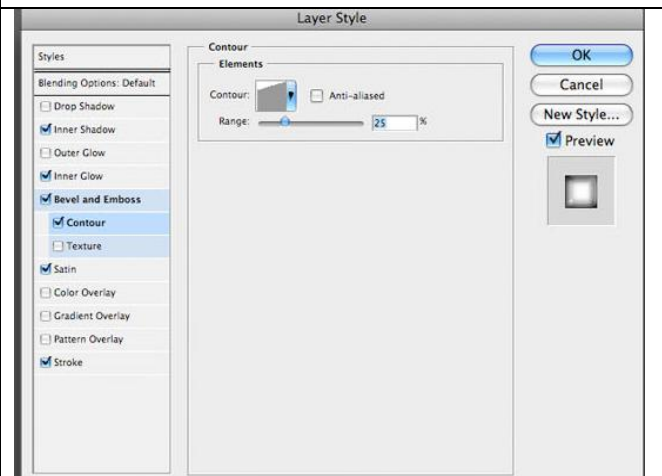 Layer Style
Styles
Blending Options: Default
Drop Shadow
Inner Shadow
Outer Glow
Inner Glow
Bevel and Emboss
Contour
Texture
Satin
Color Overlay
Gradient Overlay
Pattern Overlay
Stroke
Contour
Elements
Contour: Anti-aliased
Range: 25 %
OK
Cancel
New Style...
Preview